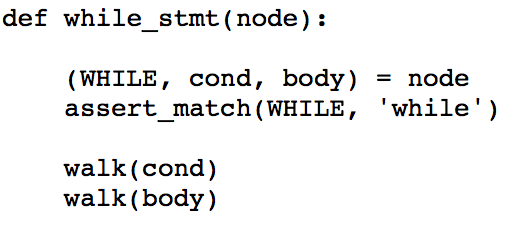 def while_stmt(node):
    (WHILE, cond, body) = node
    assert_match(WHILE, 'while')
    walk(cond)
    walk(body)